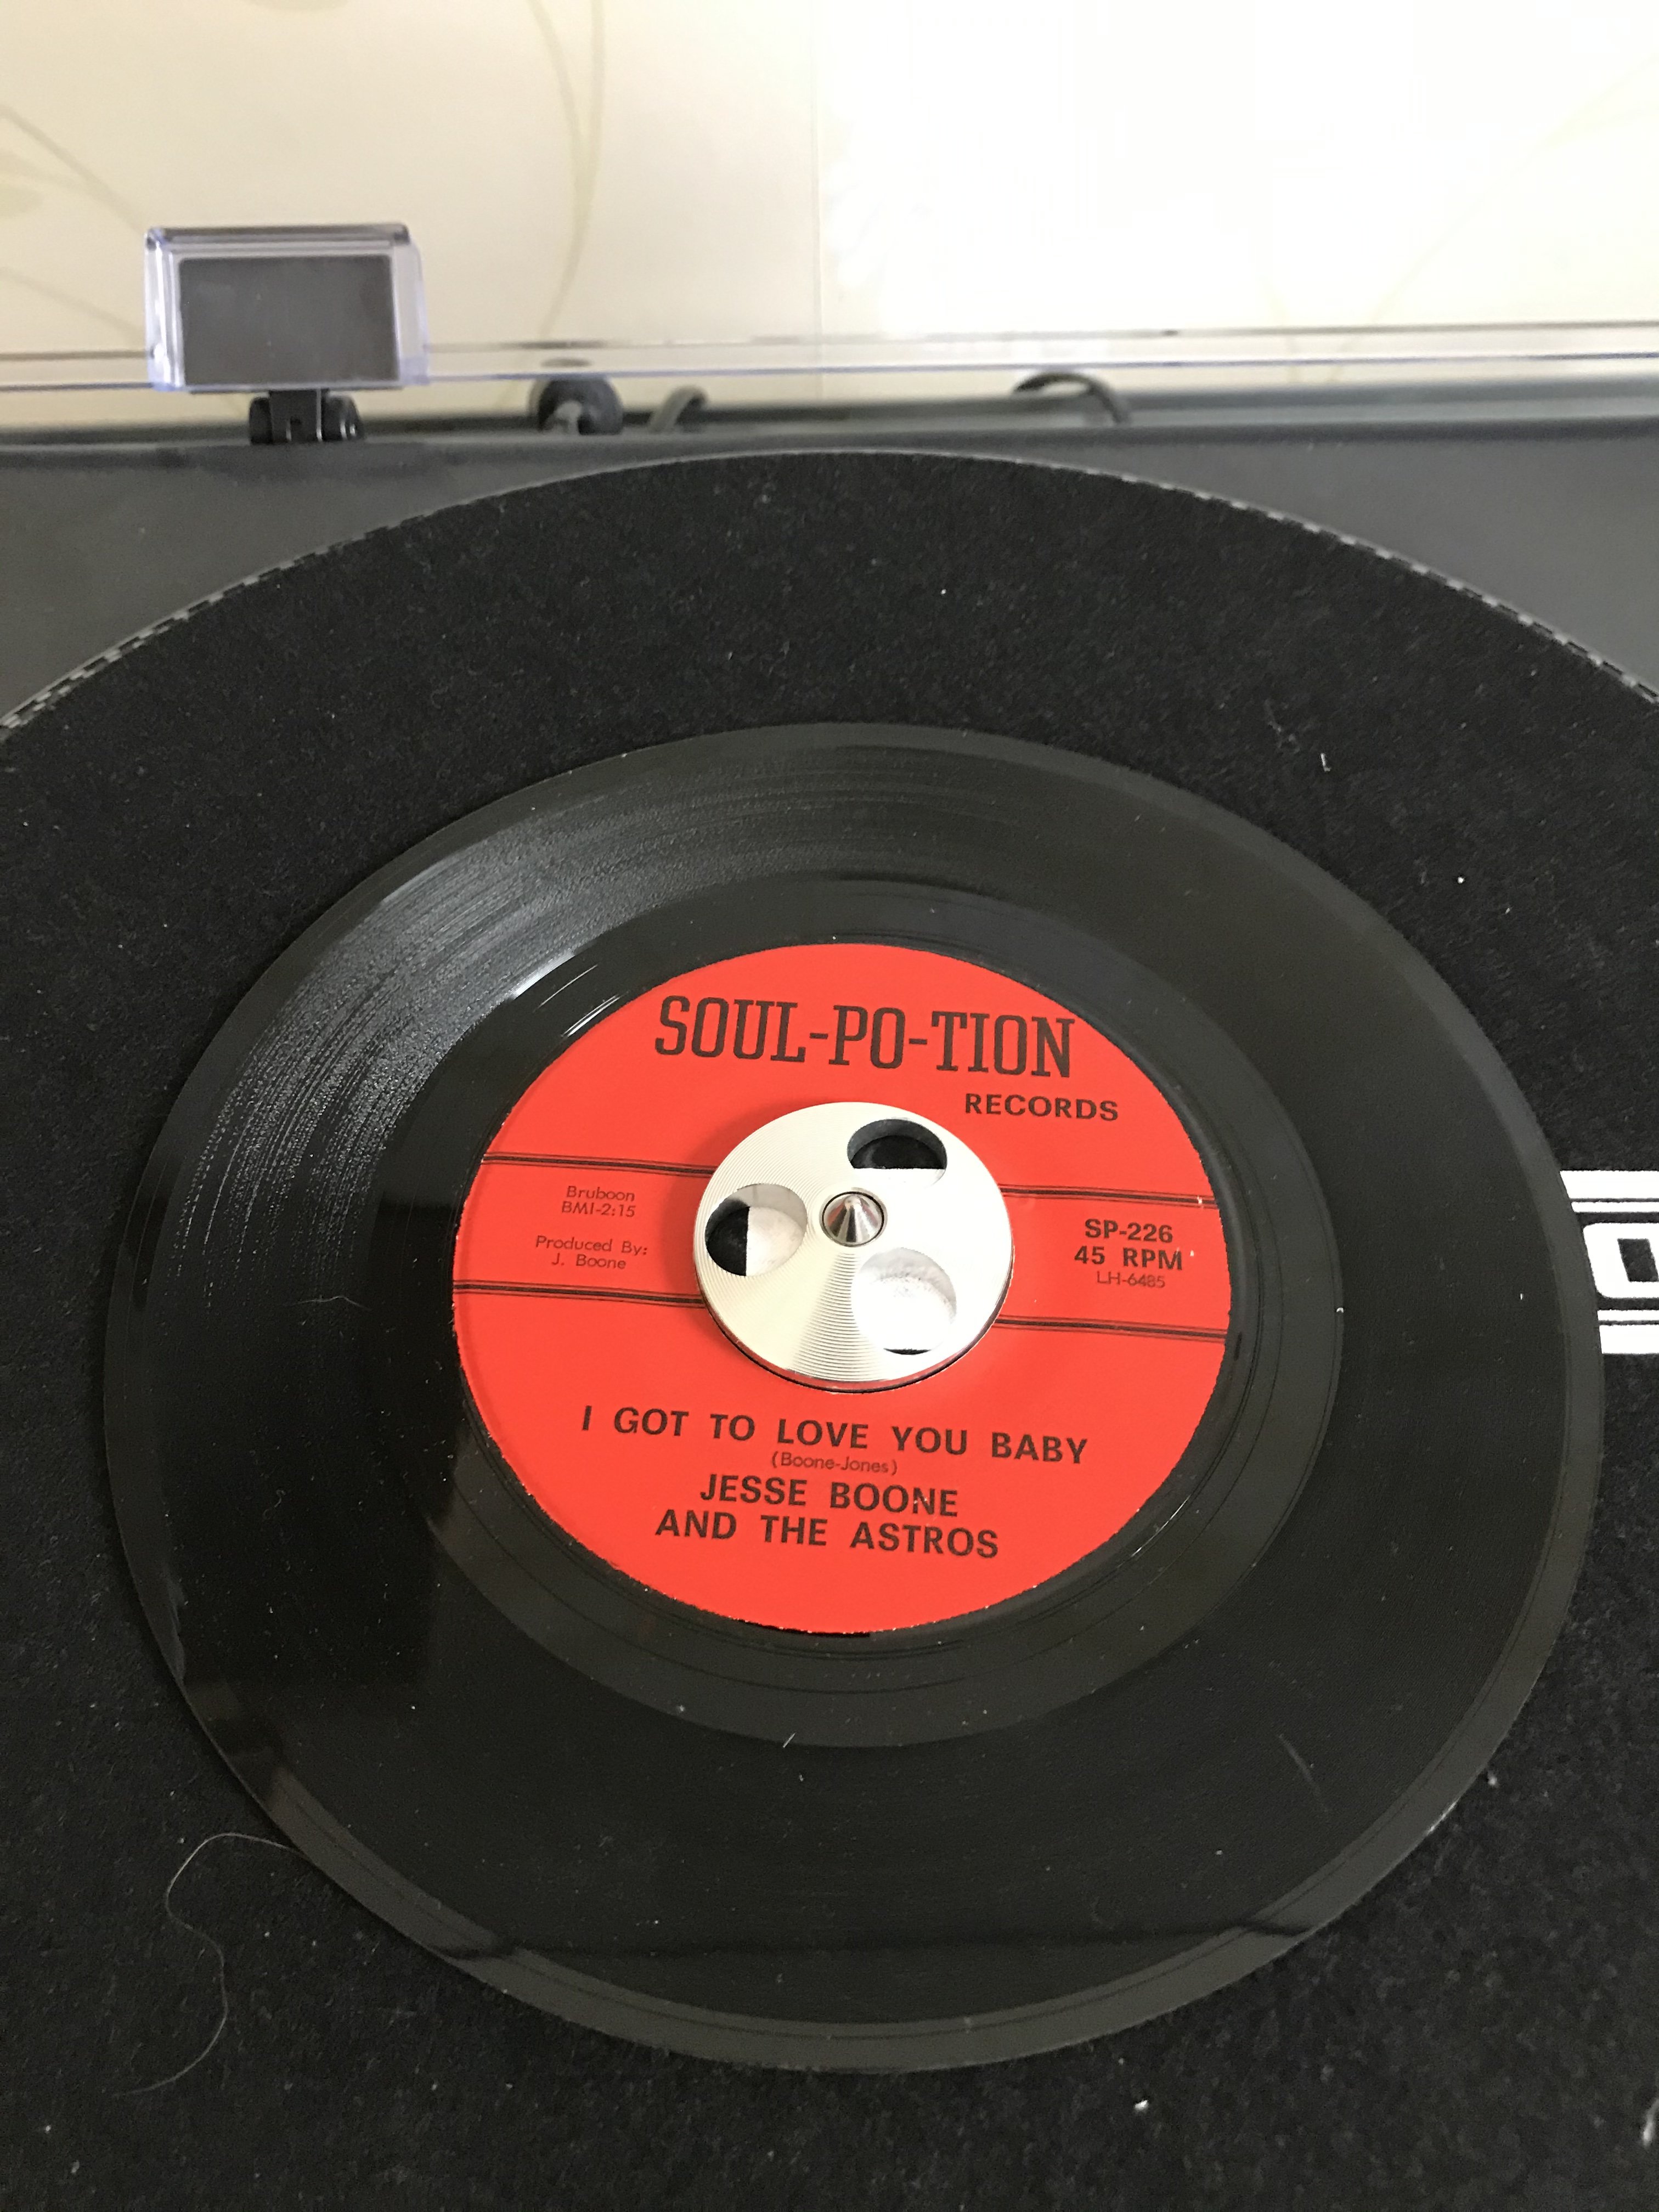 SOUL-PO-TION
RECORDS
Bruboon
BMI-2:15
Produced By:
J. Boone
SP-226
45 RPM
LH-6485
I GOT TO LOVE YOU BABY
(Boone-Jones)
JESSE BOONE
AND THE ASTROS